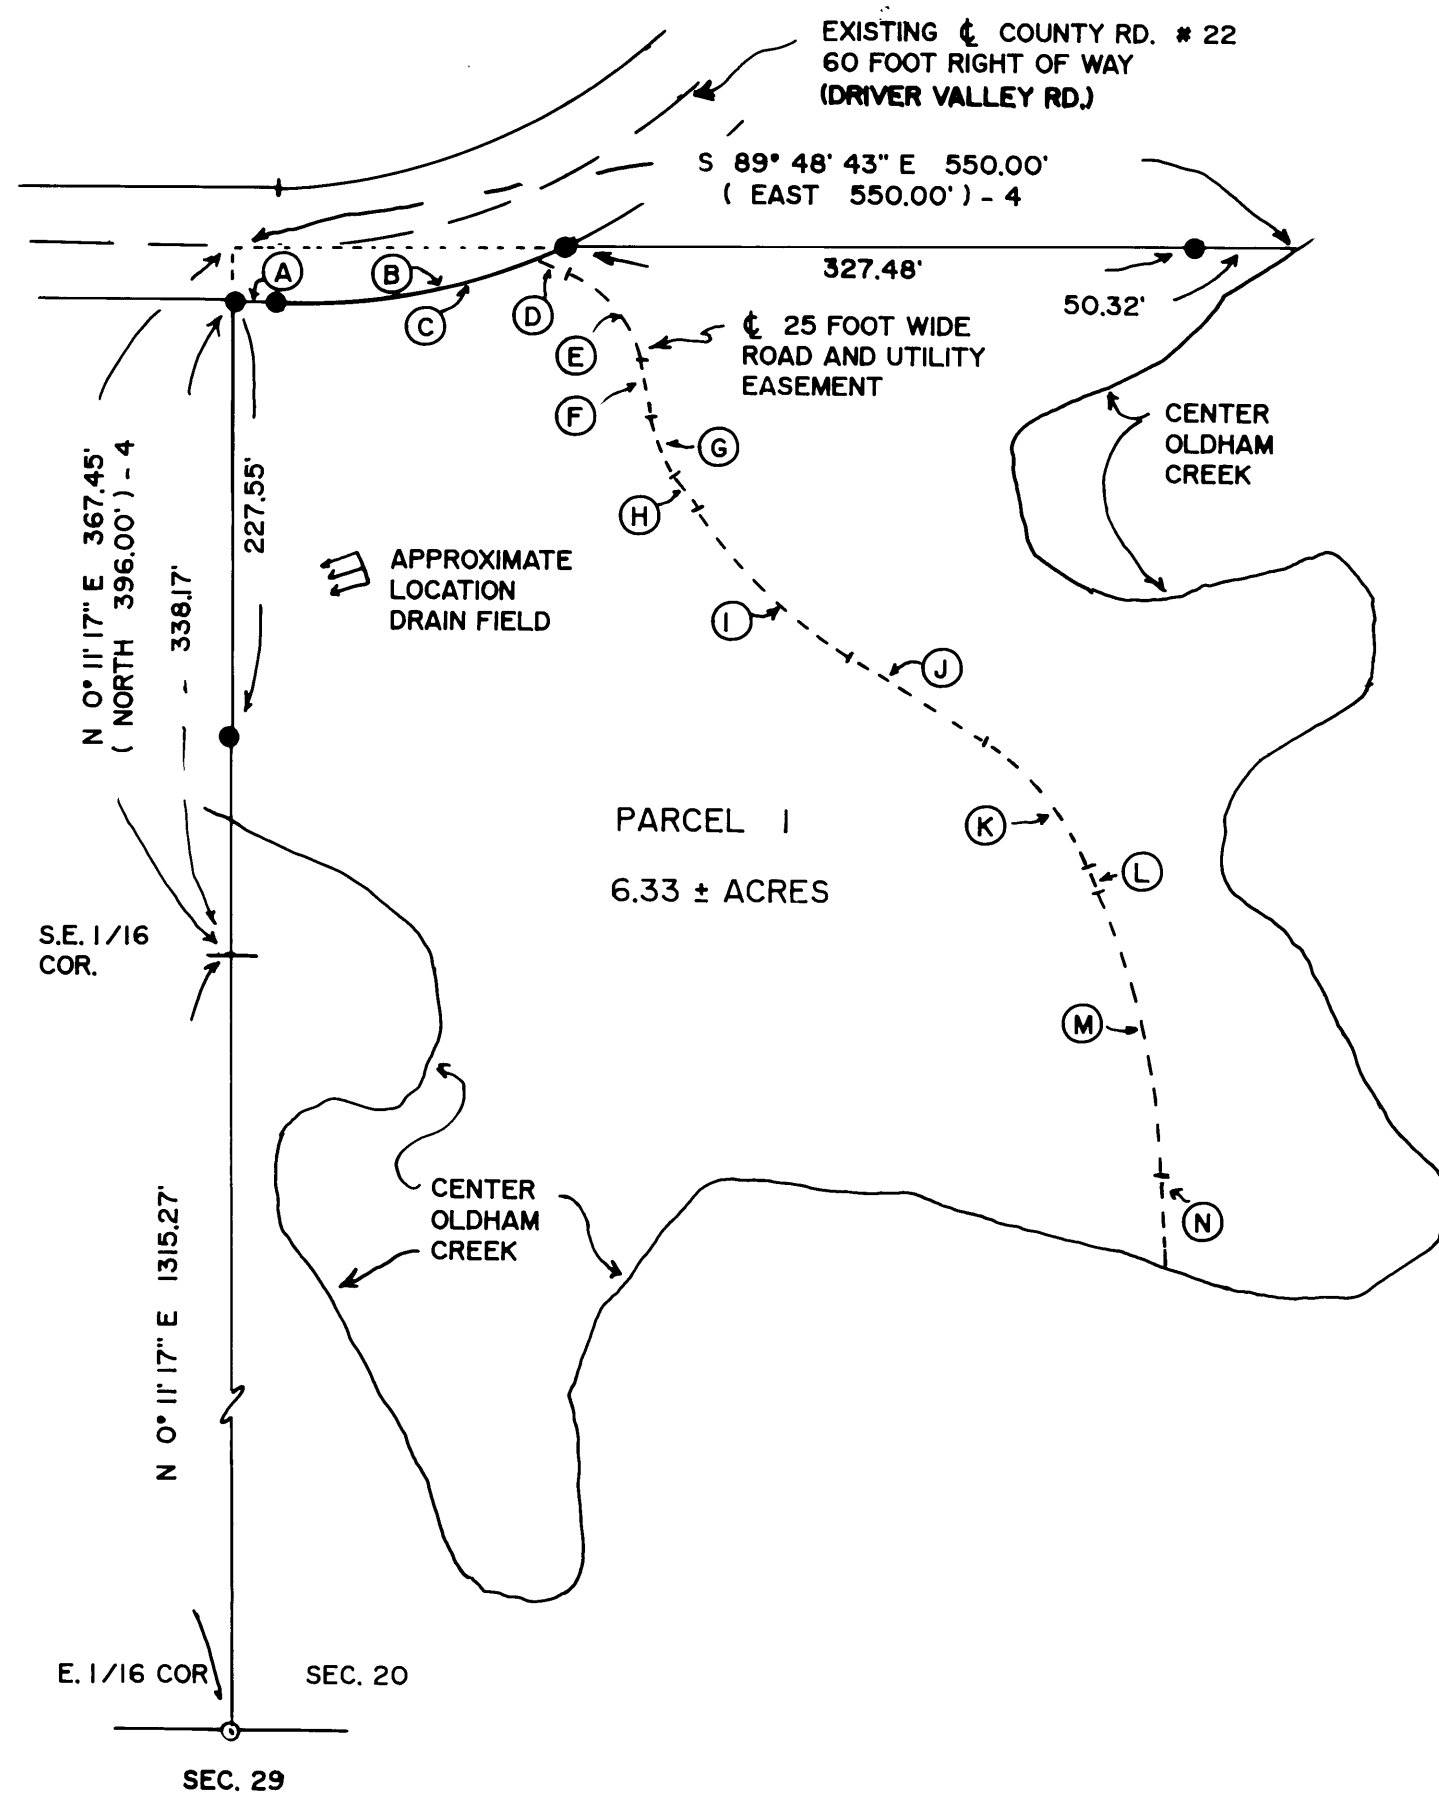 EXISTING ℄ COUNTY RD. # 22
60 FOOT RIGHT OF WAY
(DRIVER VALLEY RD.)
S 89° 48' 43" E 550.00'
( EAST 550.00' ) - 4
A
B
C
D
327.48'
50.32'
℄ 25 FOOT WIDE
ROAD AND UTILITY
EASEMENT
E
F
G
H
CENTER
OLDHAM
CREEK
N 0° 11' 17" E 367.45'
( NORTH 396.00' ) - 4
338.17'
227.55'
APPROXIMATE
LOCATION
DRAIN FIELD
I
J
PARCEL 1
6.33 ± ACRES
K
L
S.E. 1/16
COR.
M
CENTER
OLDHAM
CREEK
N
N 0° 11' 17" E 1315.27'
E. 1/16 COR
SEC. 20
SEC. 29